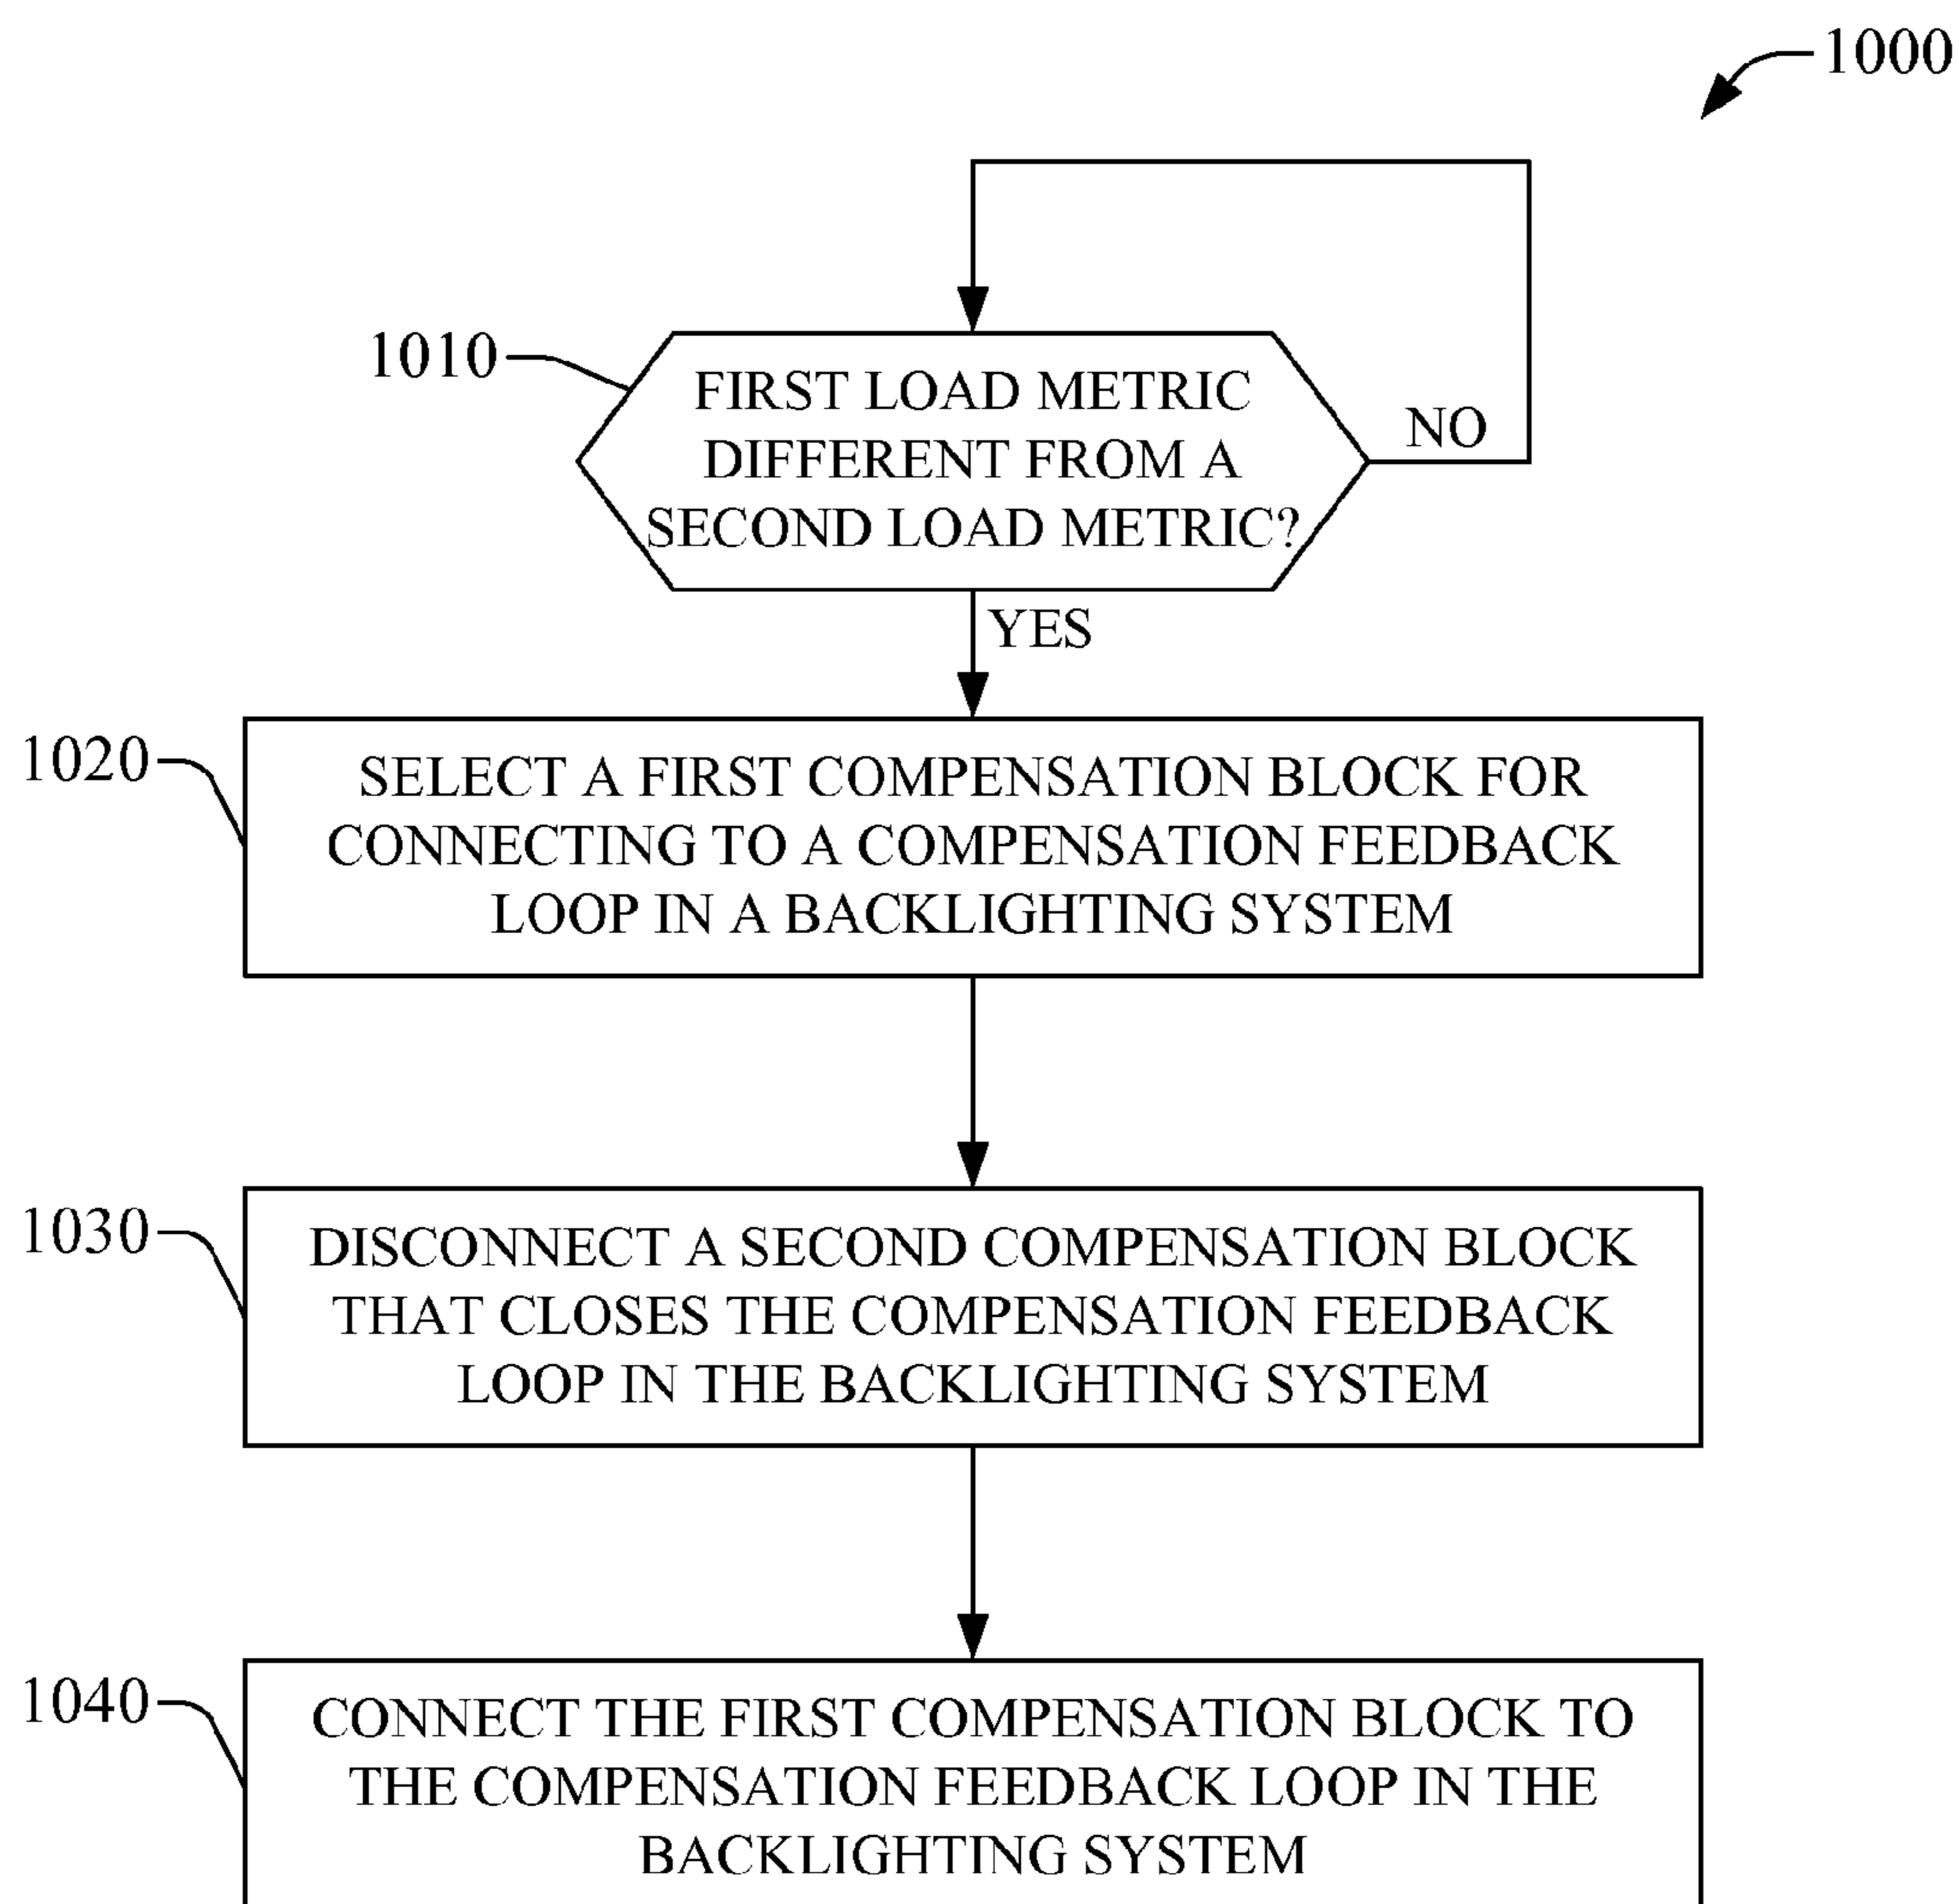 1000
1010
FIRST LOAD METRIC
DIFFERENT FROM A
SECOND LOAD METRIC?
NO
YES
1020
SELECT A FIRST COMPENSATION BLOCK FOR
CONNECTING TO A COMPENSATION FEEDBACK
LOOP IN A BACKLIGHTING SYSTEM
1030
DISCONNECT A SECOND COMPENSATION BLOCK
THAT CLOSES THE COMPENSATION FEEDBACK
LOOP IN THE BACKLIGHTING SYSTEM
1040
CONNECT THE FIRST COMPENSATION BLOCK TO
THE COMPENSATION FEEDBACK LOOP IN THE
BACKLIGHTING SYSTEM